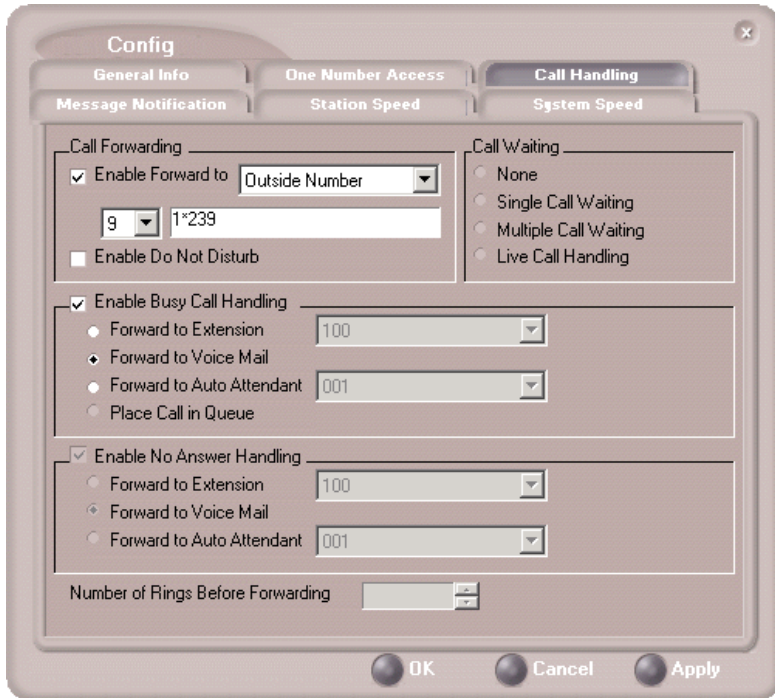 Config
General Info
One Number Access
Call Handling
Message Notification
Station Speed
System Speed
Call Forwarding
Enable Forward to
Outside Number
9
1*239
Enable Do Not Disturb
Call Waiting
None
Single Call Waiting
Multiple Call Waiting
Live Call Handling
Enable Busy Call Handling
Forward to Extension
100
Forward to Voice Mail
Forward to Auto Attendant
001
Place Call in Queue
Enable No Answer Handling
Forward to Extension
100
Forward to Voice Mail
Forward to Auto Attendant
001
Number of Rings Before Forwarding
OK
Cancel
Apply